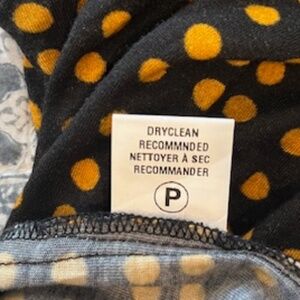 DRYCLEAN
RECOMMNDED
NETTOYER À SEC
RECOMMANDER
P